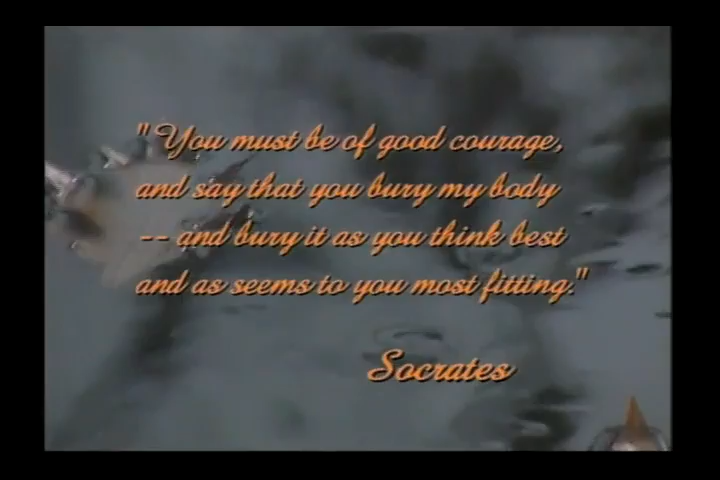 "You must be of good courage,
and say that you bury my body
-- and bury it as you think best
and as seems to you most fitting."
Socrates